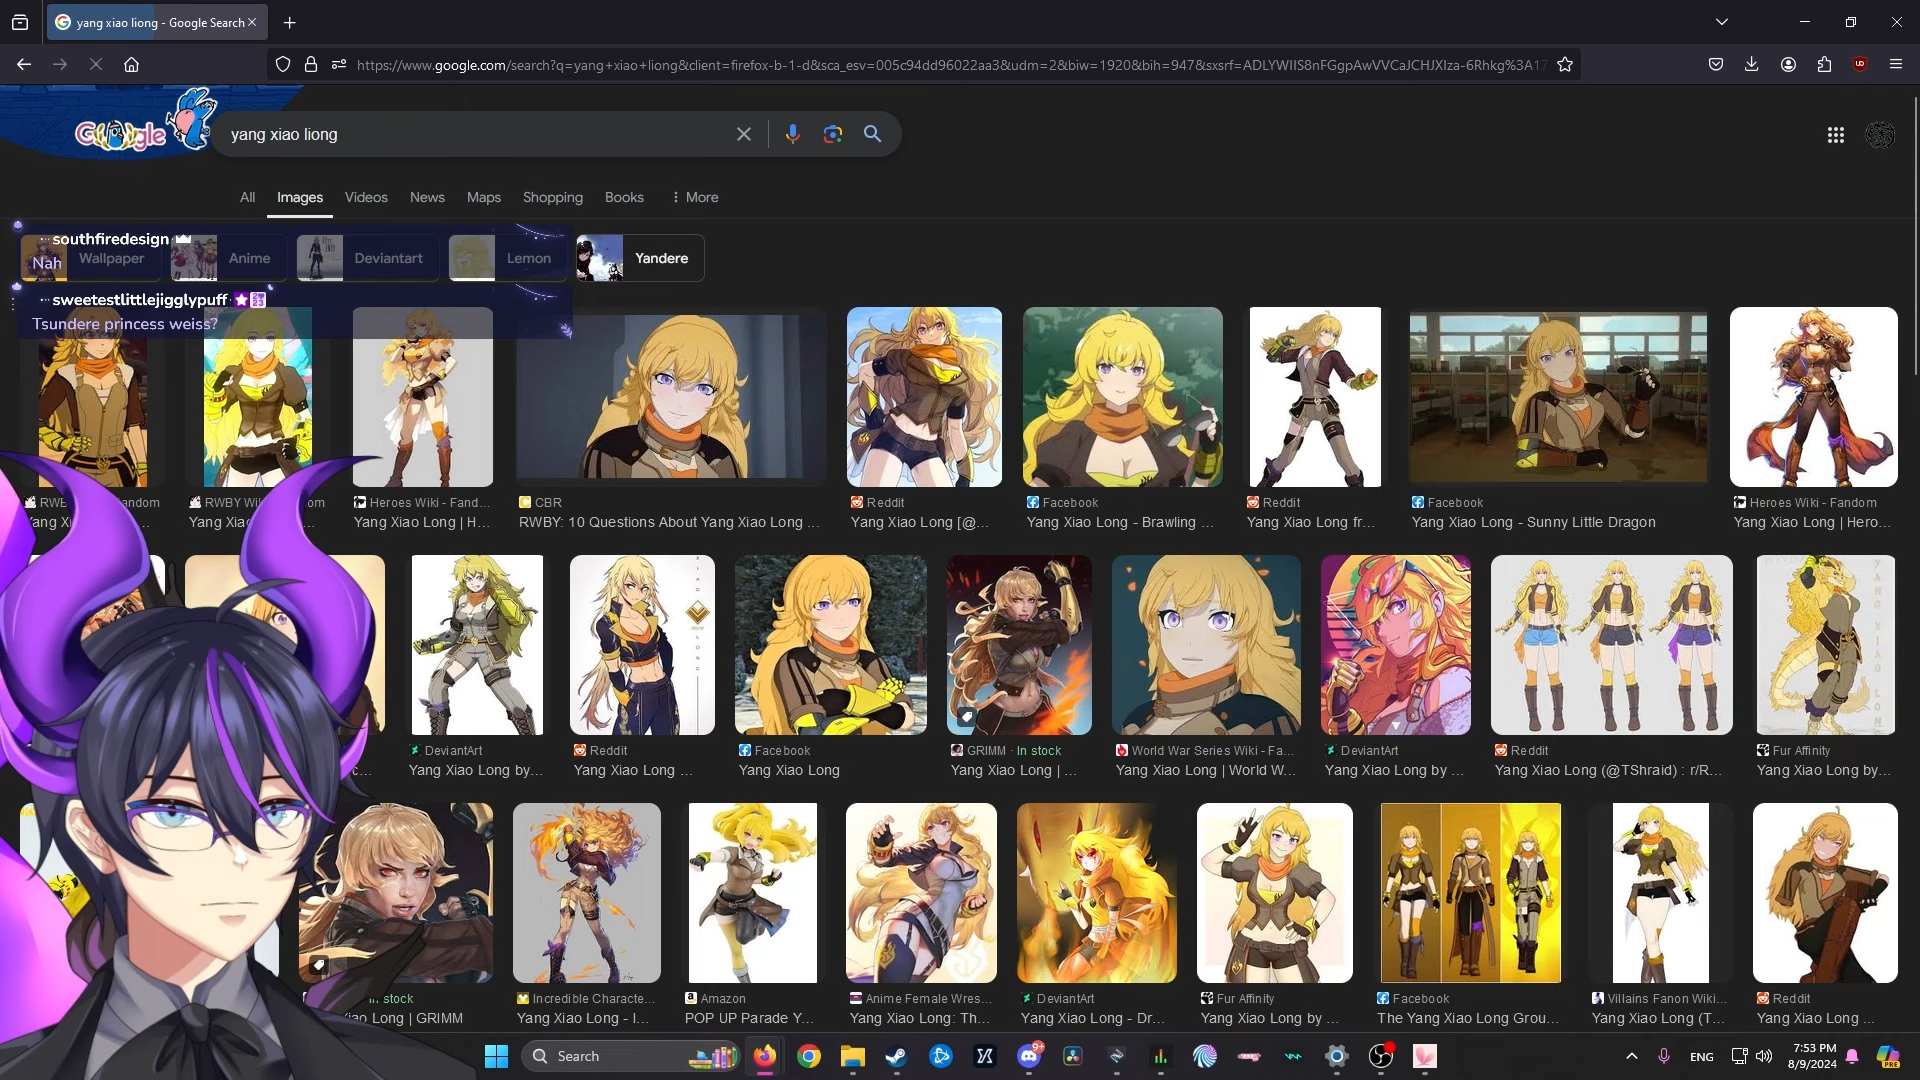 yang xiao liong - Google Search
https://www.google.com/search?q=yang+xiao+liong&client=firefox-b-1-d&sca_esv=005c94dd96022aa3&udm=2&biw=1920&bih=947&sxsrf=ADLYWIIS8nFGgpAwVVCaJCHJXIza-6Rhkg%3A17
Google
yang xiao liong
All Images Videos News Maps Shopping Books More
southfiredesign
Nah
Wallpaper Anime Deviantart Lemon Yandere
sweetestlittlejigglypuff
Tsundere princess weiss?
Heroes Wiki - Fand... CBR Reddit Facebook Reddit Facebook Heroes Wiki - Fandom
Yang Xiao Long | H... RWBY: 10 Questions About Yang Xiao Long ... Yang Xiao Long [@... Yang Xiao Long - Brawling ... Yang Xiao Long fr... Yang Xiao Long - Sunny Little Dragon Yang Xiao Long | Hero...
DeviantArt Reddit Facebook GRIMM · In stock World War Series Wiki - Fa... DeviantArt Reddit Fur Affinity
Yang Xiao Long by... Yang Xiao Long ... Yang Xiao Long Yang Xiao Long | ... Yang Xiao Long | World W... Yang Xiao Long by ... Yang Xiao Long (@TShraid) : r/R... Yang Xiao Long by...
In stock Incredible Characte... Amazon Anime Female Wres... DeviantArt Fur Affinity Facebook Villains Fanon Wiki... Reddit
Xiao Long | GRIMM Yang Xiao Long - I... POP UP Parade Y... Yang Xiao Long: Th... Yang Xiao Long - Dr... Yang Xiao Long by ... The Yang Xiao Long Grou... Yang Xiao Long (T... Yang Xiao Long ...
Search
9+
ENG
7:53 PM
8/9/2024
PRE